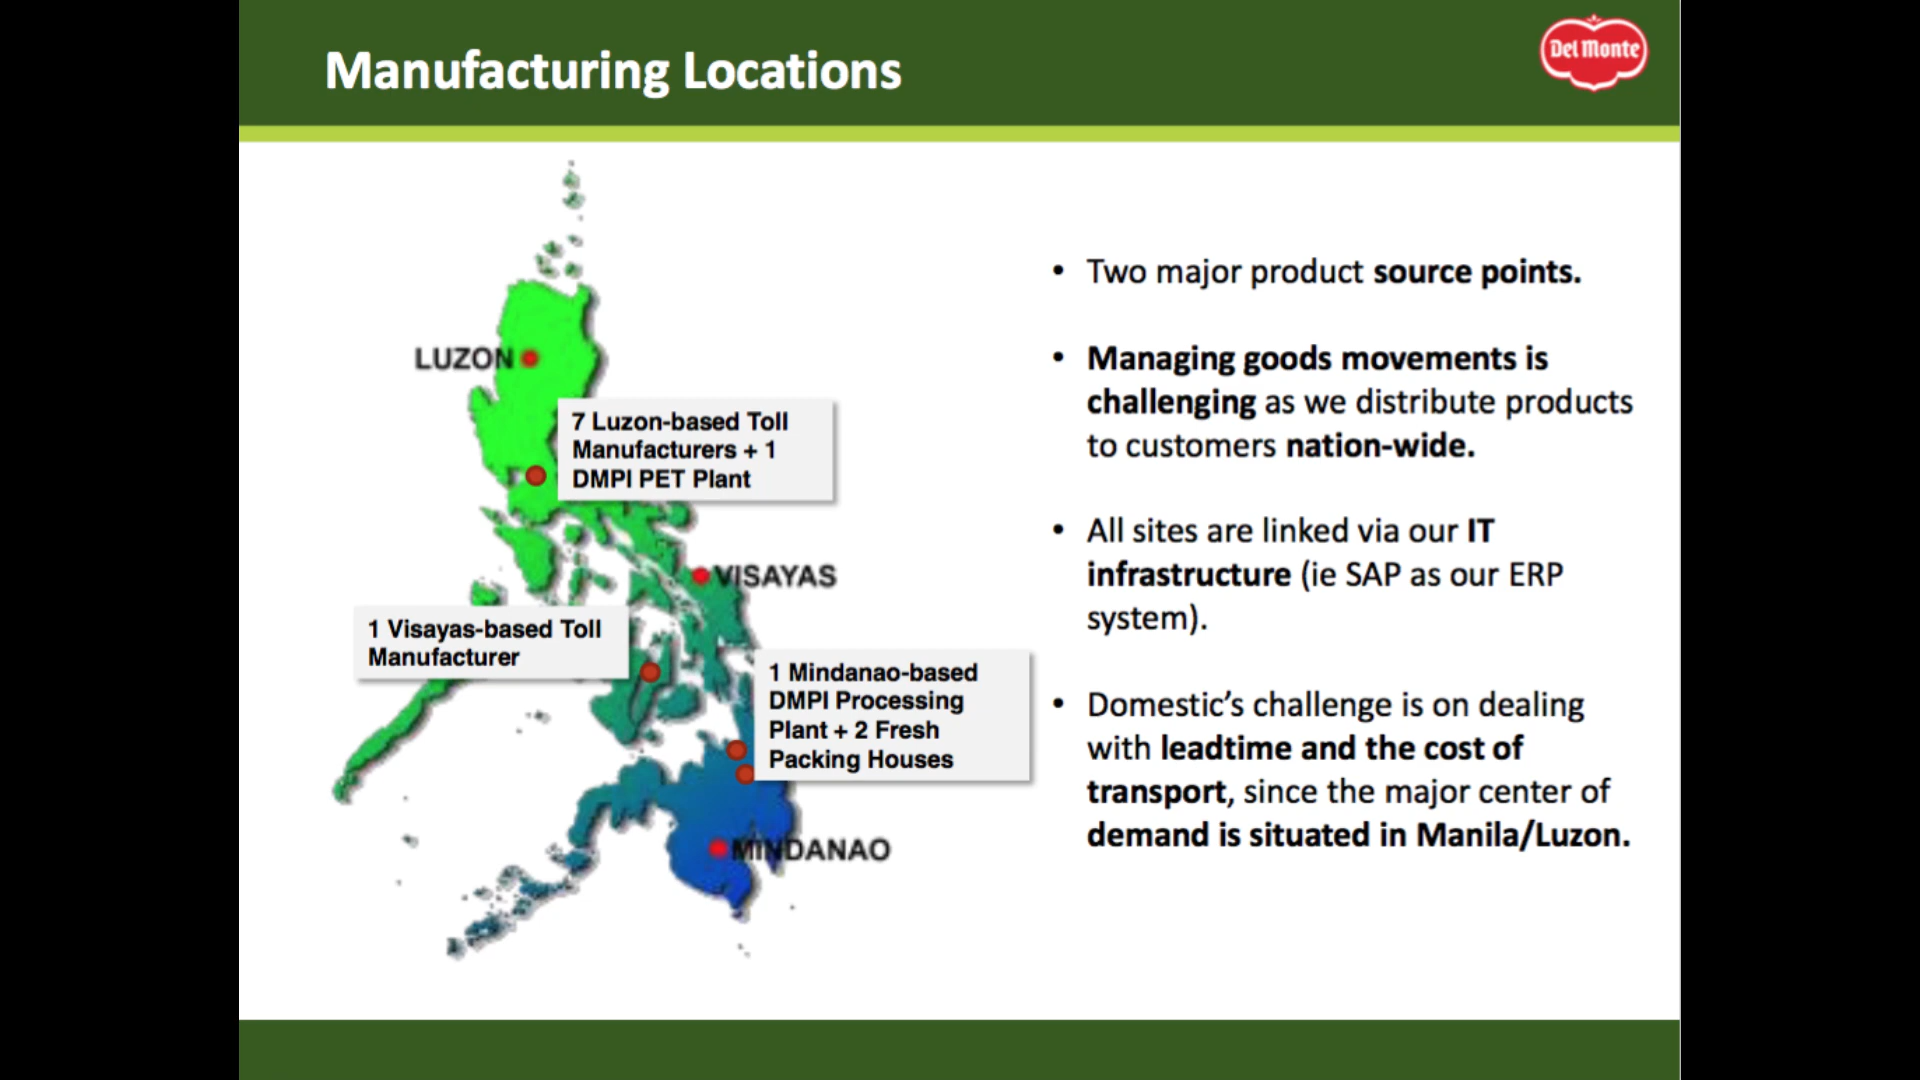 Manufacturing Locations
Del Monte
LUZON
7 Luzon-based Toll
Manufacturers + 1
DMPI PET Plant
VISAYAS
1 Visayas-based Toll
Manufacturer
1 Mindanao-based
DMPI Processing
Plant + 2 Fresh
Packing Houses
MINDANAO
• Two major product source points.
• Managing goods movements is
challenging as we distribute products
to customers nation-wide.
• All sites are linked via our IT
infrastructure (ie SAP as our ERP
system).
• Domestic’s challenge is on dealing
with leadtime and the cost of
transport, since the major center of
demand is situated in Manila/Luzon.